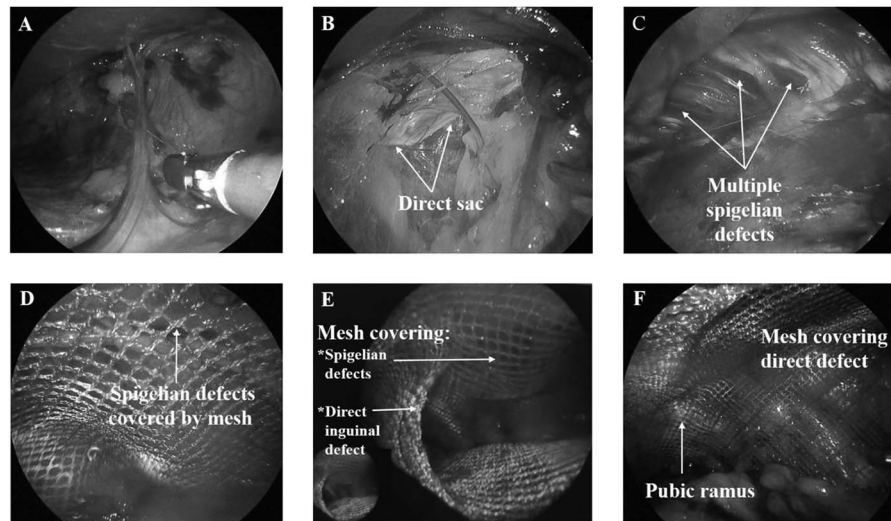 A
B
Direct sac
C
Multiple
spigelian
defects
D
Spigelian defects
covered by mesh
E
Mesh covering:
*Spigelian
defects
*Direct
inguinal
defect
F
Mesh covering
direct defect
Pubic ramus